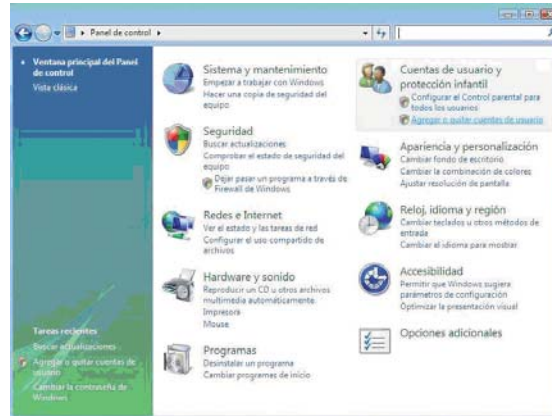 Panel de control
Ventana principal del Panel
de control
Vista clásica
Tareas recientes
Buscar actualizaciones
Agregar o quitar cuentas de
usuario
Cambiar la contraseña de
Windows
Sistema y mantenimiento
Empezar a trabajar con Windows
Hacer una copia de seguridad del
equipo
Seguridad
Buscar actualizaciones
Comprobar el estado de seguridad del
equipo
Dejar pasar un programa a través de
Firewall de Windows
Redes e Internet
Ver el estado y las tareas de red
Configurar el uso compartido de
archivos
Hardware y sonido
Reproducir un CD u otros archivos
multimedia automáticamente
Impresora
Mouse
Programas
Desinstalar un programa
Cambiar programas de inicio
Cuentas de usuario y
protección infantil
Configurar el Control parental para
todos los usuarios
Agregar o quitar cuentas de usuario
Apariencia y personalización
Cambiar fondo de escritorio
Cambiar la combinación de colores
Ajustar resolución de pantalla
Reloj, idioma y región
Cambiar teclados u otros métodos de
entrada
Cambiar el idioma para mostrar
Accesibilidad
Permitir que Windows sugiera
parámetros de configuración
Optimizar la presentación visual
Opciones adicionales